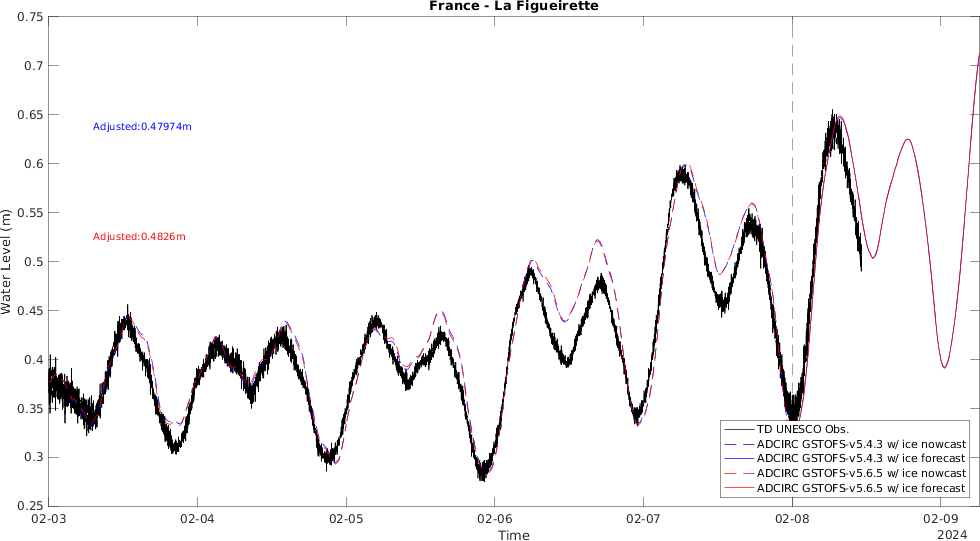 France - La Figueirette
0.75
0.7
0.65
0.6
0.55
0.5
0.45
0.4
0.35
0.3
0.25
Water Level (m)
Adjusted:0.47974m
Adjusted:0.4826m
TD UNESCO Obs.
ADCIRC GSTOFS-v5.4.3 w/ ice nowcast
ADCIRC GSTOFS-v5.4.3 w/ ice forecast
ADCIRC GSTOFS-v5.6.5 w/ ice nowcast
ADCIRC GSTOFS-v5.6.5 w/ ice forecast
02-03 02-04 02-05 02-06 02-07 02-08 02-09
Time
2024